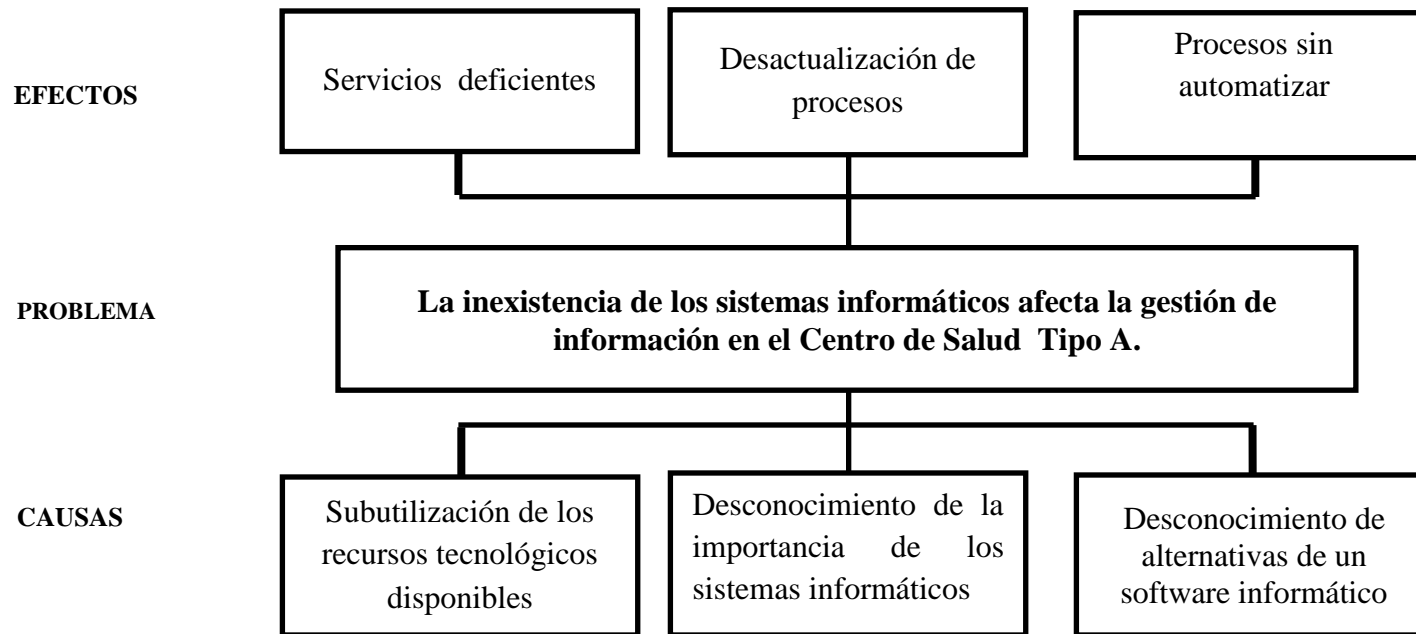 EFECTOS
Servicios deficientes
Desactualización de
procesos
Procesos sin
automatizar
PROBLEMA
La inexistencia de los sistemas informáticos afecta la gestión de
información en el Centro de Salud Tipo A.
CAUSAS
Subutilización de los
recursos tecnológicos
disponibles
Desconocimiento de la
importancia de los
sistemas informáticos
Desconocimiento de
alternativas de un
software informático